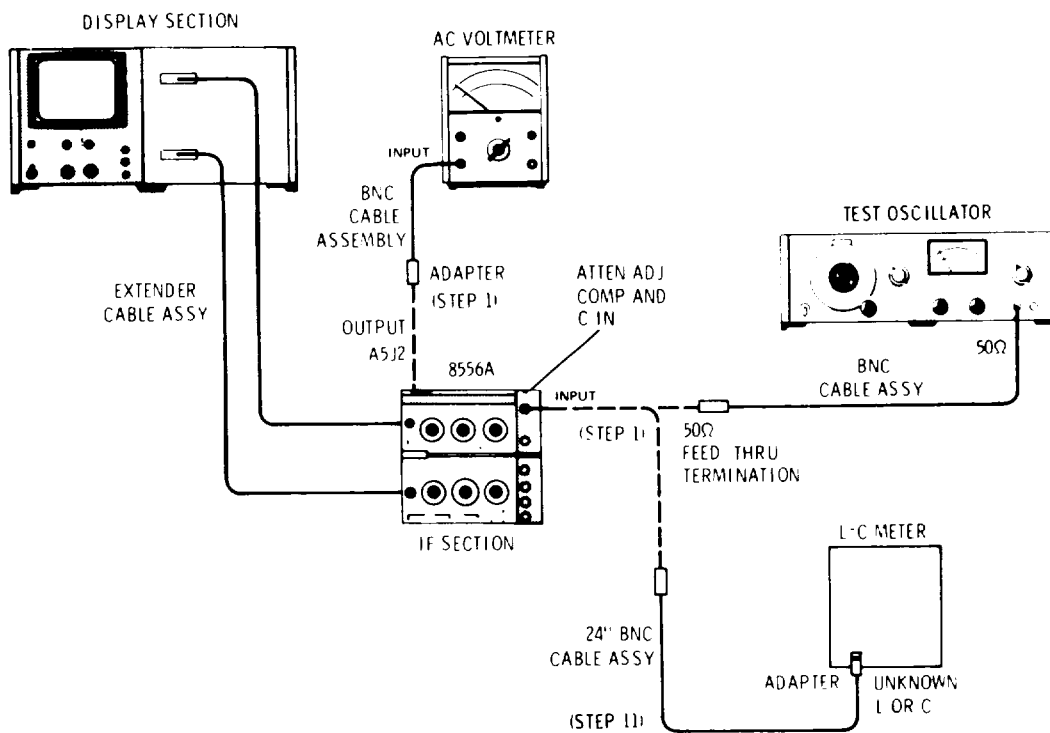 DISPLAY SECTION
AC VOLTMETER
INPUT
BNC
CABLE
ASSEMBLY
TEST OSCILLATOR
EXTENDER
CABLE ASSY
ADAPTER
(STEP 1)
ATTEN ADJ
COMP AND
C IN
OUTPUT
A5J2
8556A
50Ω
BNC
CABLE ASSY
INPUT
(STEP 1)
50Ω
FEED THRU
TERMINATION
IF SECTION
L-C METER
24" BNC
CABLE ASSY
ADAPTER
UNKNOWN
L OR C
(STEP 11)